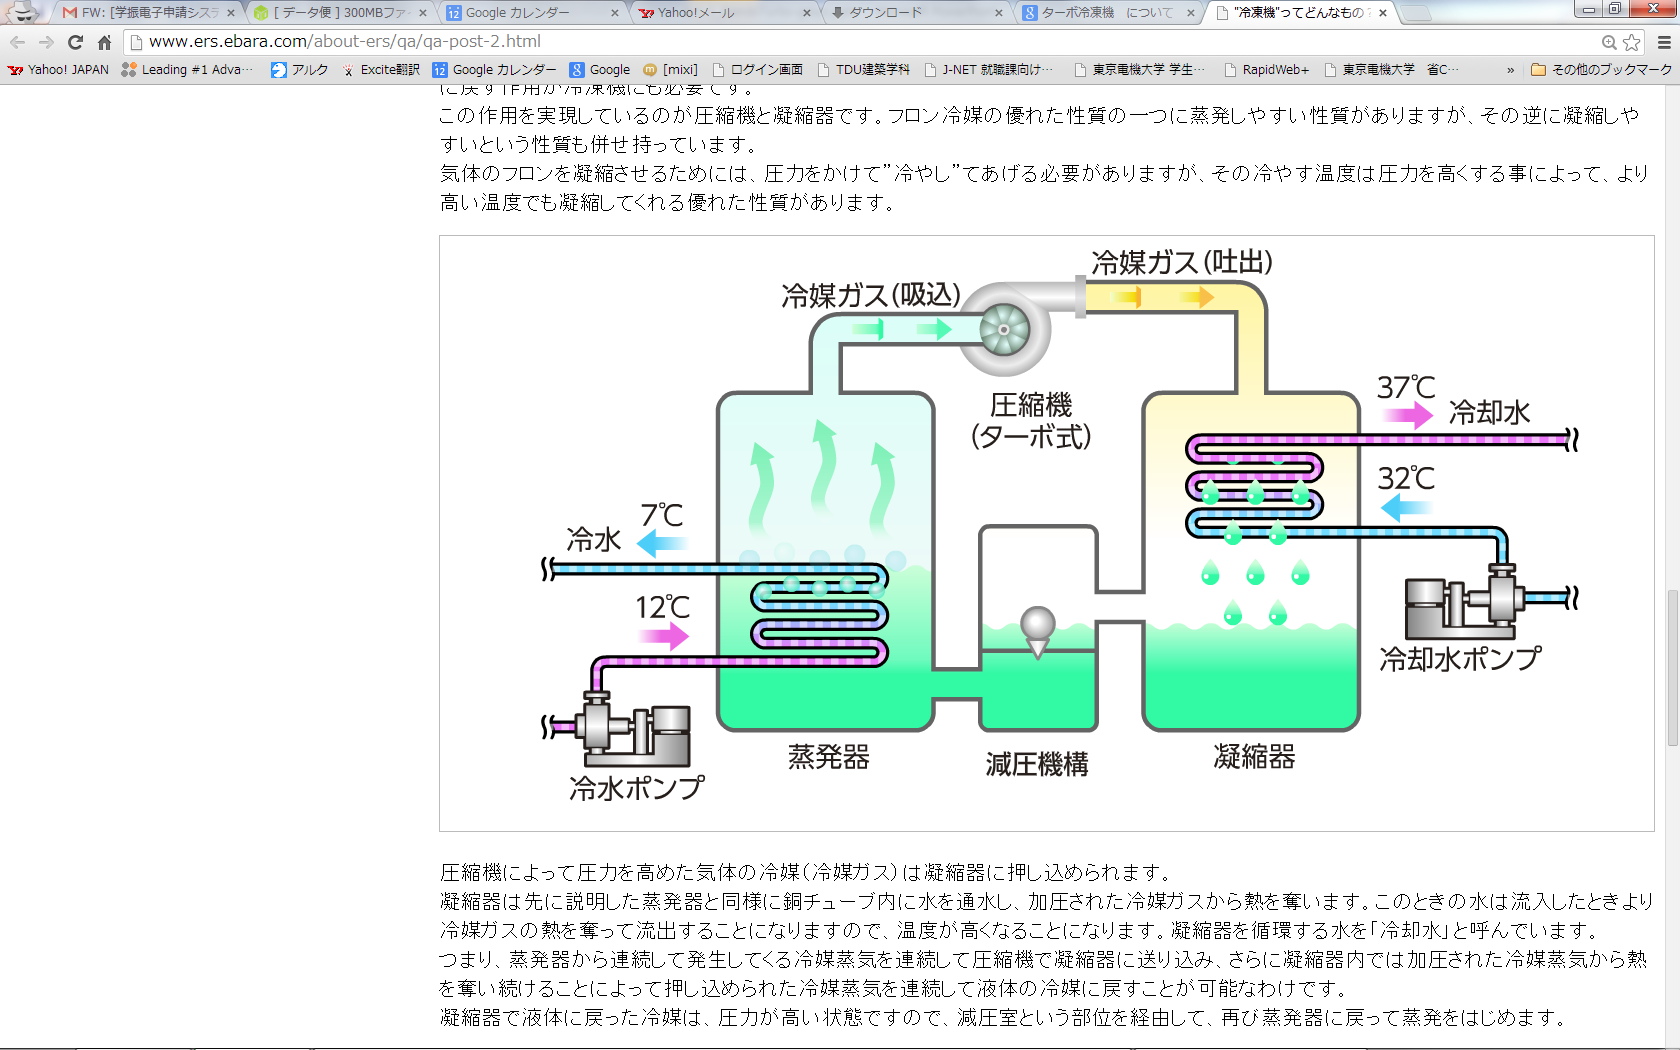 FW: [学振電子申請システ
[ データ便 ] 300MBファイ
Google カレンダー
Yahoo!メール
ダウンロード
ターボ冷凍機 について
"冷凍機"ってどんなもの?
www.ers.ebara.com/about-ers/qa/qa-post-2.html
Yahoo! JAPAN
Leading #1 Adva…
アルク
Excite翻訳
Google カレンダー
Google
[mixi]
ログイン画面
TDU建築学科
J-NET 就職課向け…
東京電機大学 学生…
RapidWeb+
東京電機大学 省C…
»
その他のブックマーク
に戻す作用が冷凍機にも必要です。
この作用を実現しているのが圧縮機と凝縮器です。フロン冷媒の優れた性質の一つに蒸発しやすい性質がありますが、その逆に凝縮しや
すいという性質も併せ持っています。
気体のフロンを凝縮させるためには、圧力をかけて”冷やし”てあげる必要がありますが、その冷やす温度は圧力を高くする事によって、より
高い温度でも凝縮してくれる優れた性質があります。
冷媒ガス(吐出)
冷媒ガス(吸込)
圧縮機
(ターボ式)
37℃
冷却水
32℃
7℃
冷水
12℃
冷却水ポンプ
蒸発器
減圧機構
凝縮器
冷水ポンプ
圧縮機によって圧力を高めた気体の冷媒(冷媒ガス)は凝縮器に押し込められます。
凝縮器は先に説明した蒸発器と同様に銅チューブ内に水を通水し、加圧された冷媒ガスから熱を奪います。このときの水は流入したときより
冷媒ガスの熱を奪って流出することになりますので、温度が高くなることになります。凝縮器を循環する水を「冷却水」と呼んでいます。
つまり、蒸発器から連続して発生してくる冷媒蒸気を連続して圧縮機で凝縮器に送り込み、さらに凝縮器内では加圧された冷媒蒸気から熱
を奪い続けることによって押し込められた冷媒蒸気を連続して液体の冷媒に戻すことが可能なわけです。
凝縮器で液体に戻った冷媒は、圧力が高い状態ですので、減圧室という部位を経由して、再び蒸発器に戻って蒸発をはじめます。